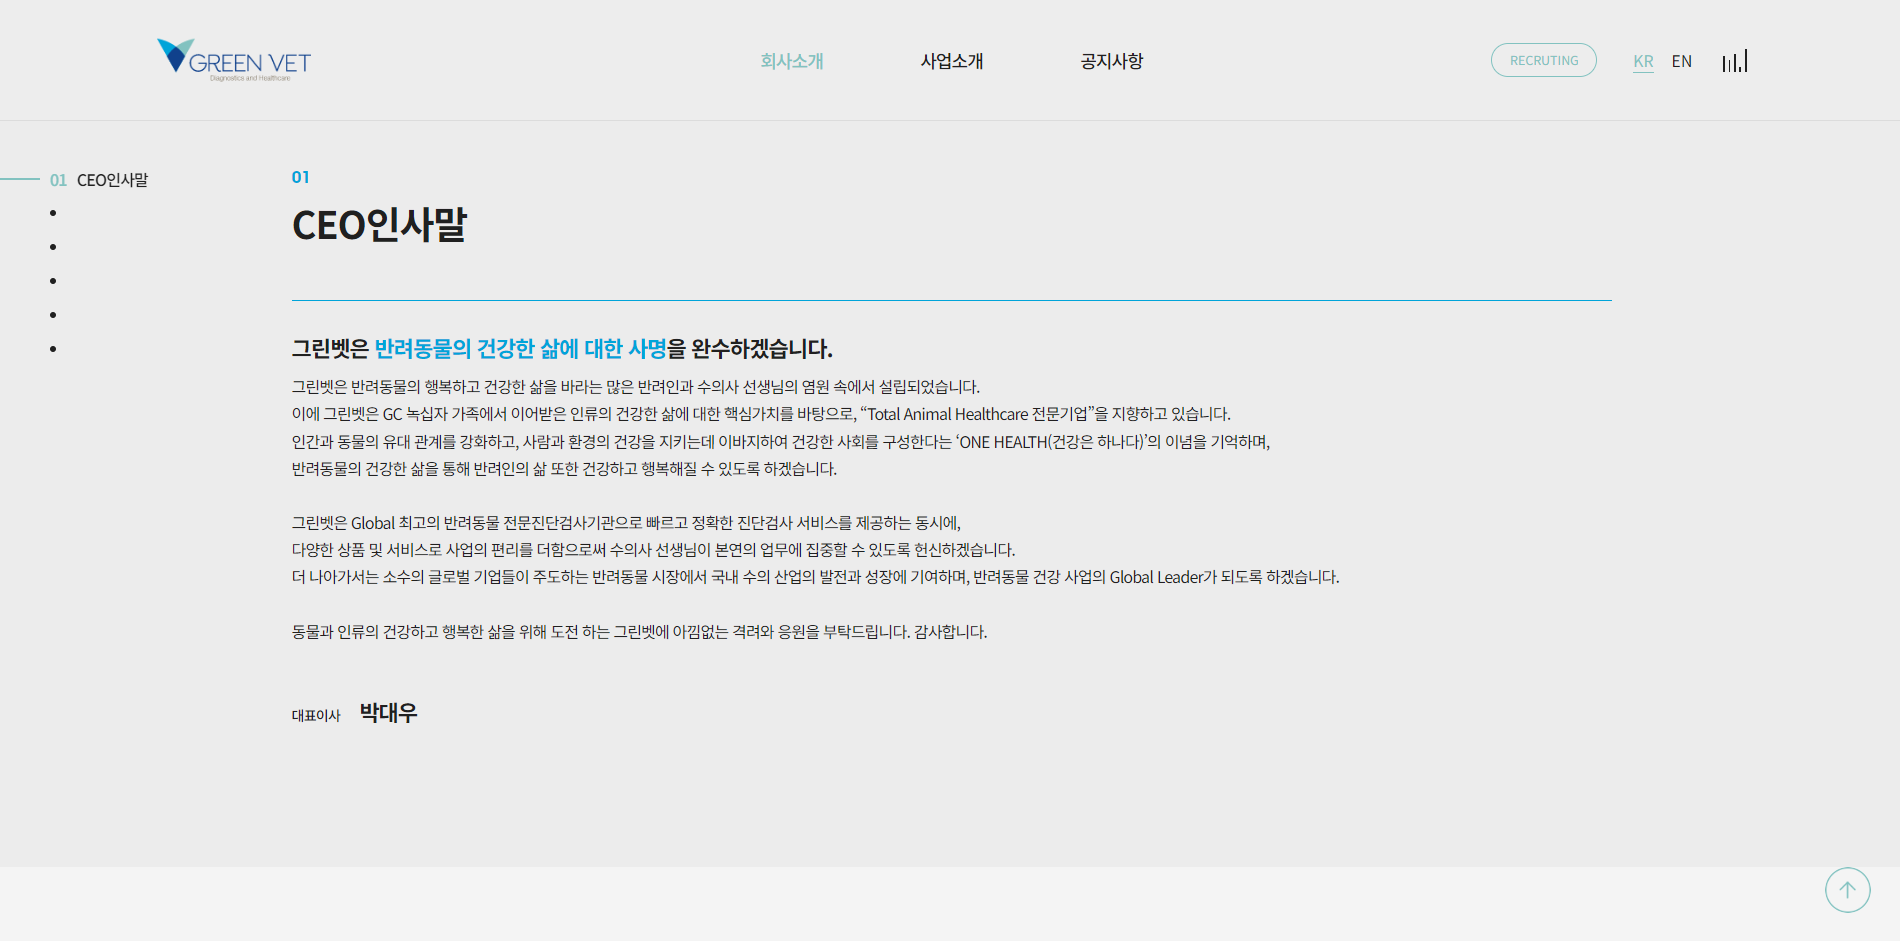 GREEN VET
Diagnostics and Healthcare
회사소개
사업소개
공지사항
RECRUTING
KR
EN
01 CEO인사말
01
CEO인사말
그린벳은 반려동물의 건강한 삶에 대한 사명을 완수하겠습니다.
그린벳은 반려동물의 행복하고 건강한 삶을 바라는 많은 반려인과 수의사 선생님의 염원 속에서 설립되었습니다.
이에 그린벳은 GC 녹십자 가족에서 이어받은 인류의 건강한 삶에 대한 핵심가치를 바탕으로, “Total Animal Healthcare 전문기업”을 지향하고 있습니다.
인간과 동물의 유대 관계를 강화하고, 사람과 환경의 건강을 지키는데 이바지하여 건강한 사회를 구성한다는 ‘ONE HEALTH(건강은 하나다)’의 이념을 기억하며,
반려동물의 건강한 삶을 통해 반려인의 삶 또한 건강하고 행복해질 수 있도록 하겠습니다.
그린벳은 Global 최고의 반려동물 전문진단검사기관으로 빠르고 정확한 진단검사 서비스를 제공하는 동시에,
다양한 상품 및 서비스로 사업의 편리를 더함으로써 수의사 선생님이 본연의 업무에 집중할 수 있도록 헌신하겠습니다.
더 나아가서는 소수의 글로벌 기업들이 주도하는 반려동물 시장에서 국내 수의 산업의 발전과 성장에 기여하며, 반려동물 건강 사업의 Global Leader가 되도록 하겠습니다.
동물과 인류의 건강하고 행복한 삶을 위해 도전 하는 그린벳에 아낌없는 격려와 응원을 부탁드립니다. 감사합니다.
대표이사 박대우